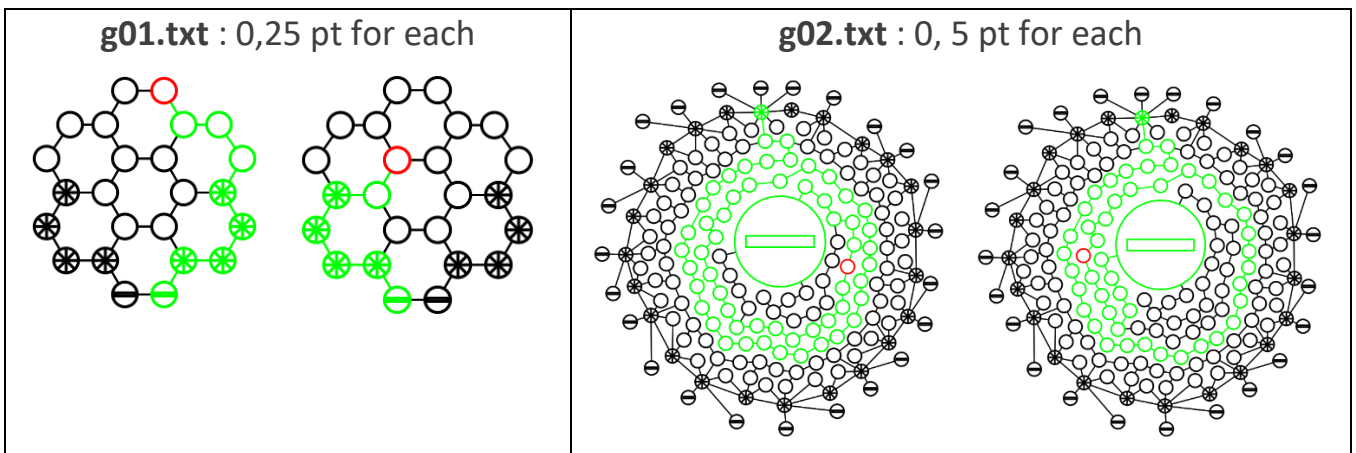 g01.txt : 0,25 pt for each
g02.txt : 0, 5 pt for each